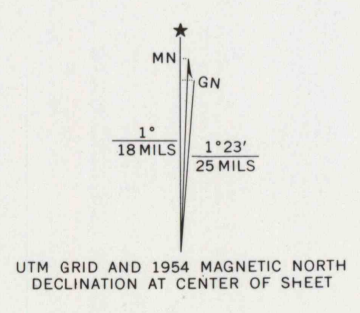 ★
MN
GN
1°
18 MILS
1°23′
25 MILS
UTM GRID AND 1954 MAGNETIC NORTH
DECLINATION AT CENTER OF SHEET